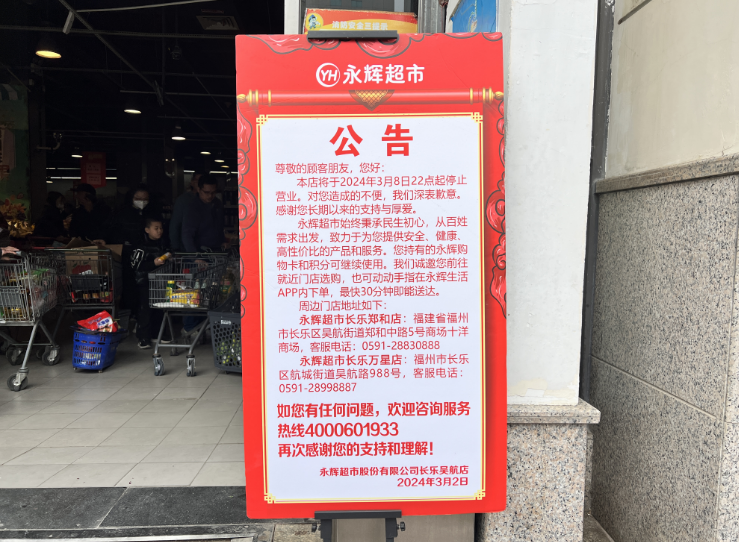 YH 永辉超市
公告
尊敬的顾客朋友，您好：
本店将于2024年3月8日22点起停止
营业。对您造成的不便，我们深表歉意。
感谢您长期以来的支持与厚爱。
永辉超市始终秉承民生初心，从百姓
需求出发，致力于为您提供安全、健康、
高性价比的产品和服务。您持有的永辉购
物卡和积分可继续使用。我们诚邀您前往
就近门店选购，也可动动手指在永辉生活
APP内下单，最快30分钟即能送达。
周边门店地址如下：
永辉超市长乐郑和店：福建省福州
市长乐区吴航街道郑和中路5号商场十洋
商场，客服电话：0591-28830888
永辉超市长乐万星店：福州市长乐
区航城街道吴航路988号，客服电话：
0591-28998887
如您有任何问题，欢迎咨询服务
热线4000601933
再次感谢您的支持和理解！
永辉超市股份有限公司长乐吴航店
2024年3月2日